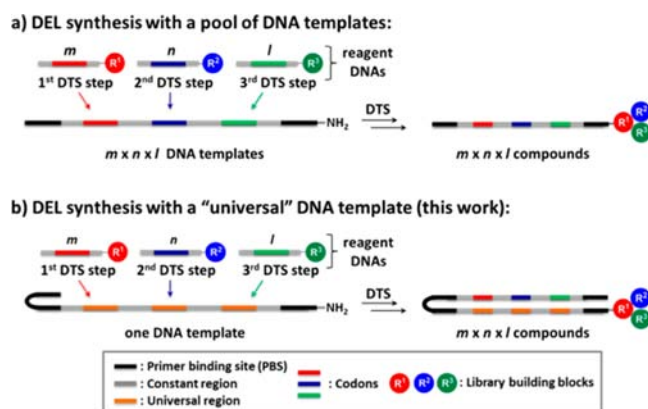 a) DEL synthesis with a pool of DNA templates:
m n l
R¹ R² R³
reagent DNAs
1st DTS step 2nd DTS step 3rd DTS step
NH₂
DTS
R¹ R² R³
m x n x l DNA templates
m x n x l compounds
b) DEL synthesis with a “universal” DNA template (this work):
m n l
R¹ R² R³
reagent DNAs
1st DTS step 2nd DTS step 3rd DTS step
NH₂
DTS
R¹ R² R³
one DNA template
m x n x l compounds
: Primer binding site (PBS)
: Constant region
: Universal region
: Codons
R¹ R² R³ : Library building blocks